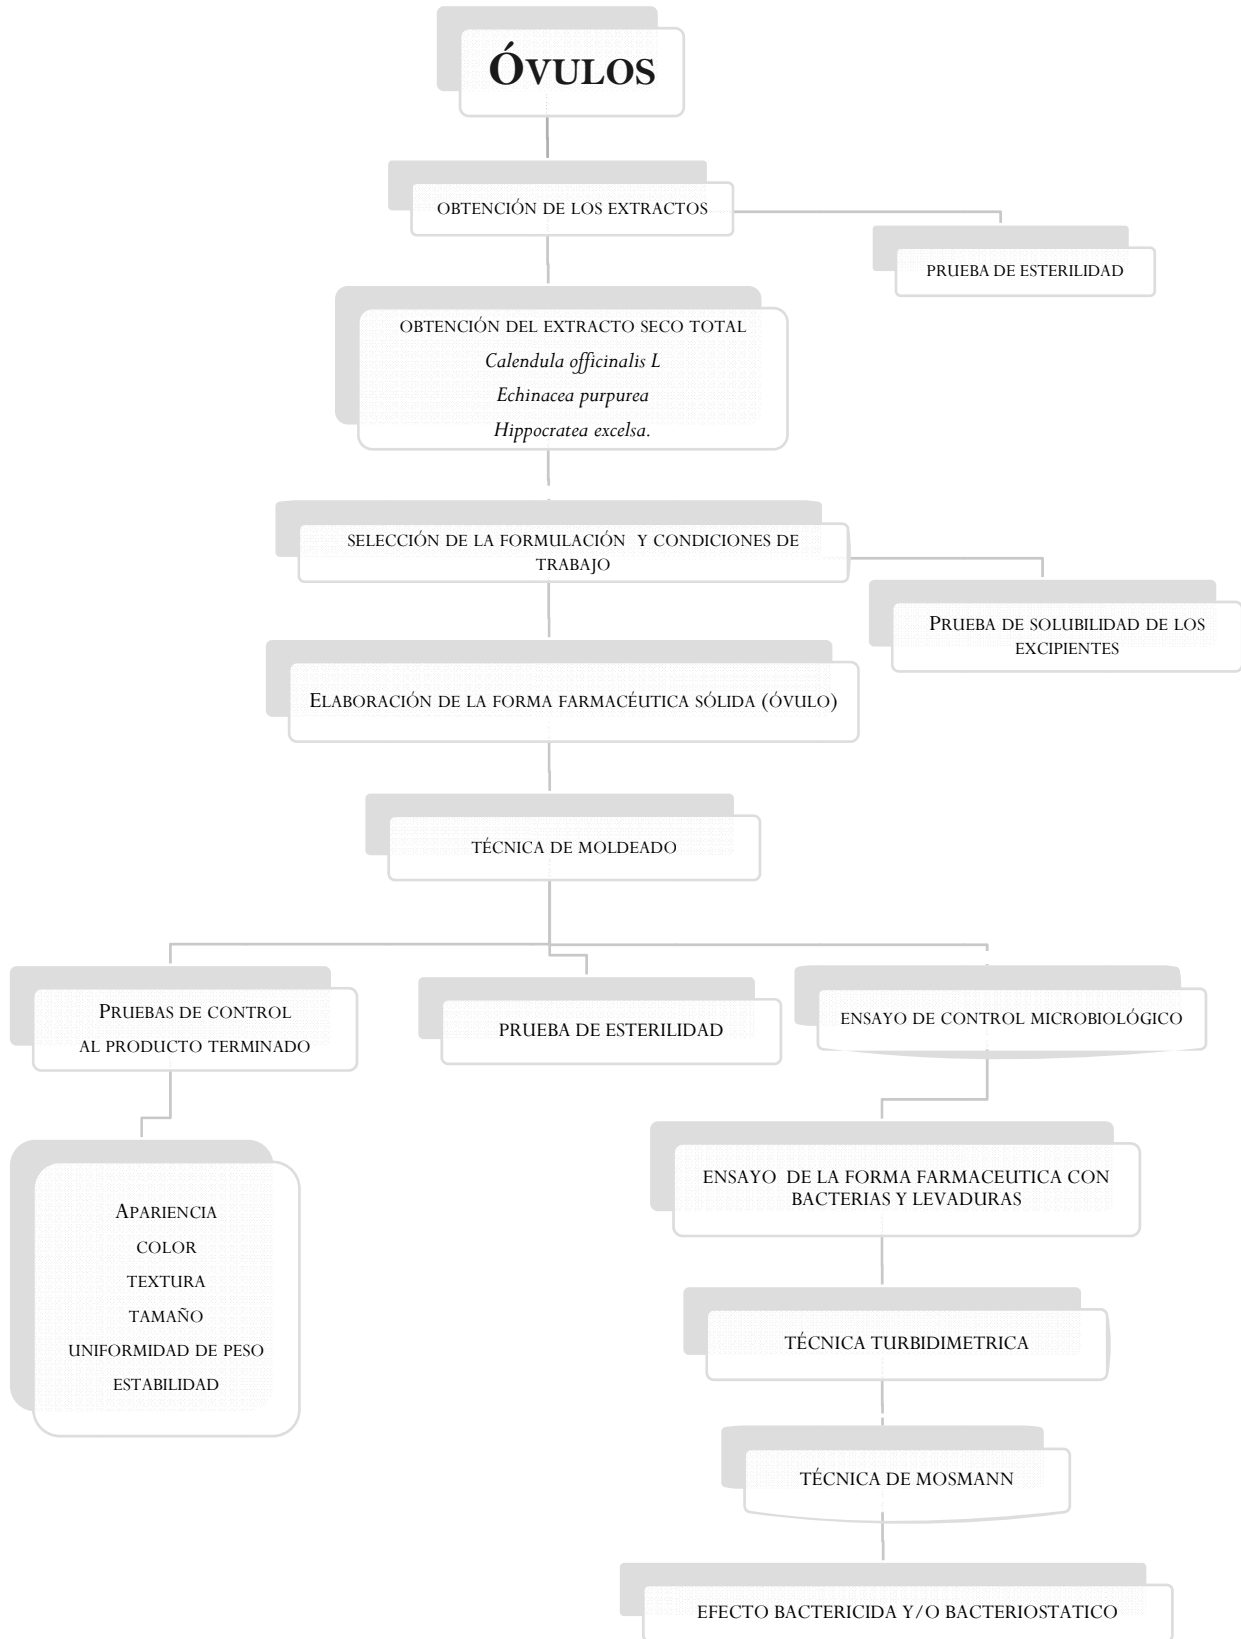 ÓVULOS
OBTENCIÓN DE LOS EXTRACTOS
PRUEBA DE ESTERILIDAD
OBTENCIÓN DEL EXTRACTO SECO TOTAL
Calendula officinalis L
Echinacea purpurea
Hippocratea excelsa.
SELECCIÓN DE LA FORMULACIÓN Y CONDICIONES DE
TRABAJO
PRUEBA DE SOLUBILIDAD DE LOS
EXCIPIENTES
ELABORACIÓN DE LA FORMA FARMACÉUTICA SÓLIDA (ÓVULO)
TÉCNICA DE MOLDEADO
PRUEBAS DE CONTROL
AL PRODUCTO TERMINADO
PRUEBA DE ESTERILIDAD
ENSAYO DE CONTROL MICROBIOLÓGICO
APARIENCIA
COLOR
TEXTURA
TAMAÑO
UNIFORMIDAD DE PESO
ESTABILIDAD
ENSAYO DE LA FORMA FARMACEUTICA CON
BACTERIAS Y LEVADURAS
TÉCNICA TURBIDIMETRICA
TÉCNICA DE MOSMANN
EFECTO BACTERICIDA Y/O BACTERIOSTATICO